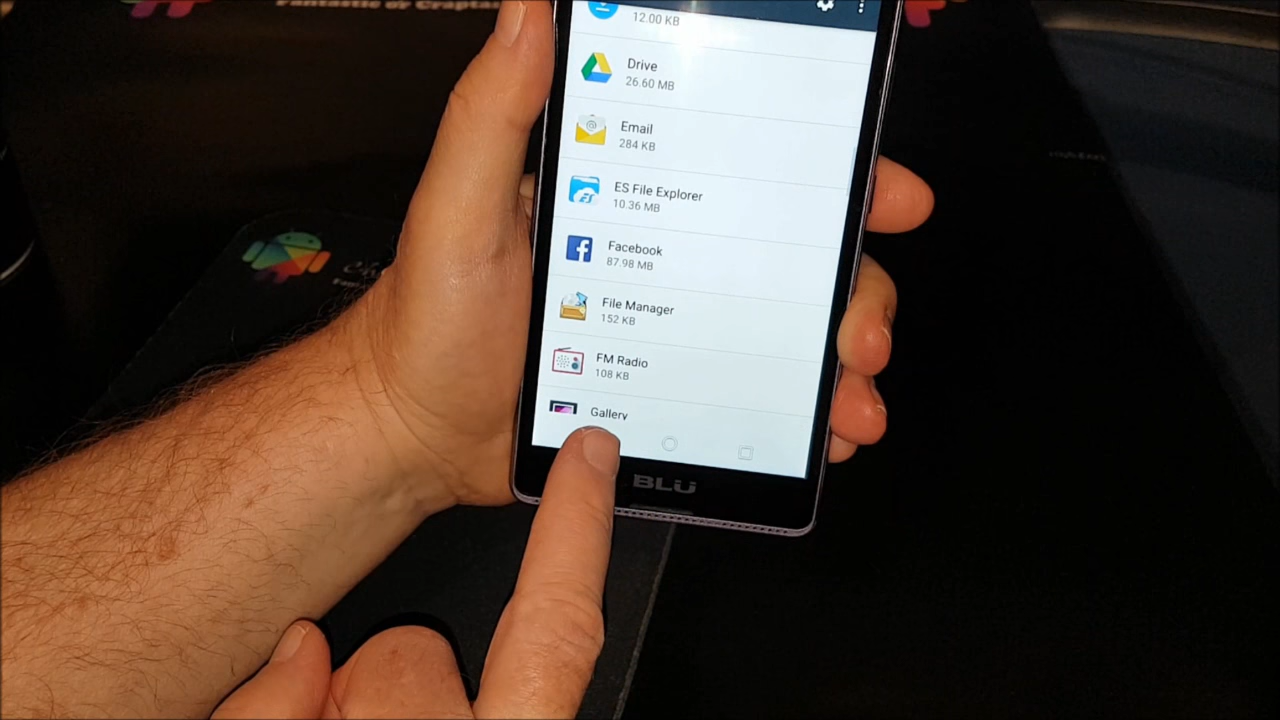 12.00 KB
Drive
26.60 MB
Email
284 KB
ES File Explorer
10.36 MB
Facebook
87.98 MB
File Manager
152 KB
FM Radio
108 KB
Gallery
BLU